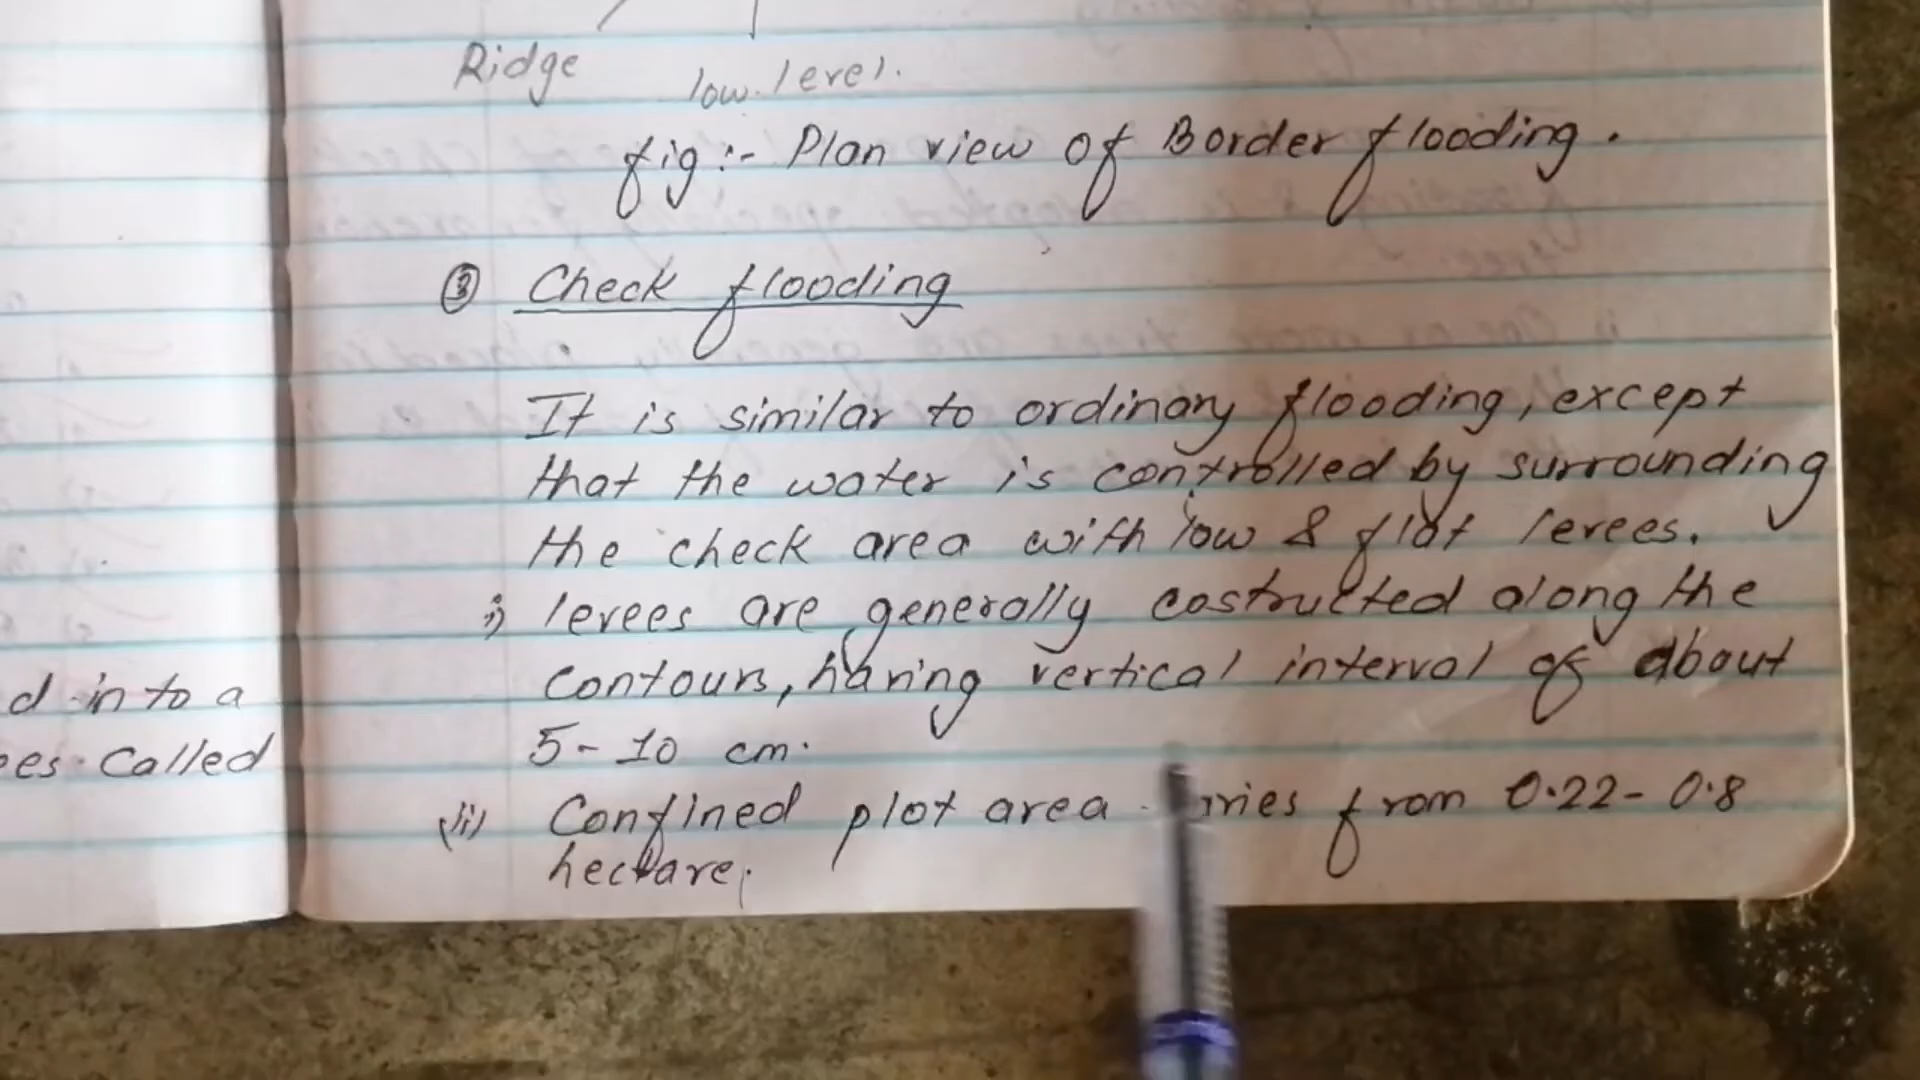 Ridge
low level.
fig:- Plan view of Border flooding.
③ Check flooding
It is similar to ordinary flooding, except
that the water is controlled by surrounding
the check area with low & flat levees.
i) levees are generally costructed along the
contours, having vertical interval of about
5-10 cm.
d in to a
es. Called
(ii) Confined plot area from 0.22-0.8
hectare.